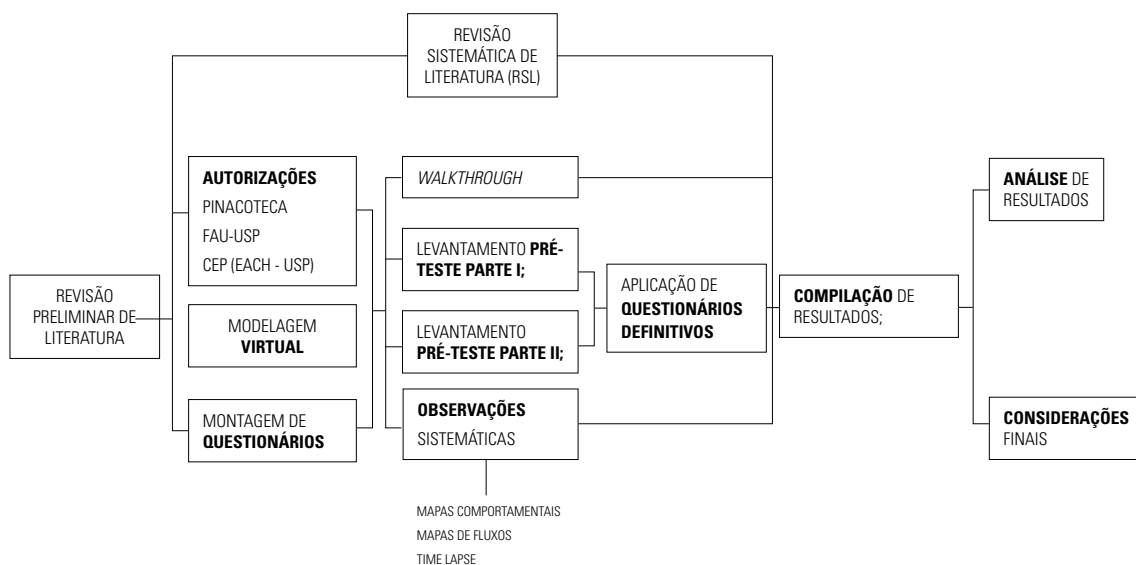 REVISÃO
SISTEMÁTICA DE
LITERATURA (RSL)
REVISÃO
PRELIMINAR DE
LITERATURA
AUTORIZAÇÕES
PINACOTECA
FAU-USP
CEP (EACH - USP)
MODELAGEM
VIRTUAL
MONTAGEM DE
QUESTIONÁRIOS
WALKTHROUGH
LEVANTAMENTO PRÉ-
TESTE PARTE I;
LEVANTAMENTO
PRÉ-TESTE PARTE II;
OBSERVAÇÕES
SISTEMÁTICAS
MAPAS COMPORTAMENTAIS
MAPAS DE FLUXOS
TIME LAPSE
APLICAÇÃO DE
QUESTIONÁRIOS
DEFINITIVOS
COMPILAÇÃO DE
RESULTADOS;
ANÁLISE DE
RESULTADOS
CONSIDERAÇÕES
FINAIS